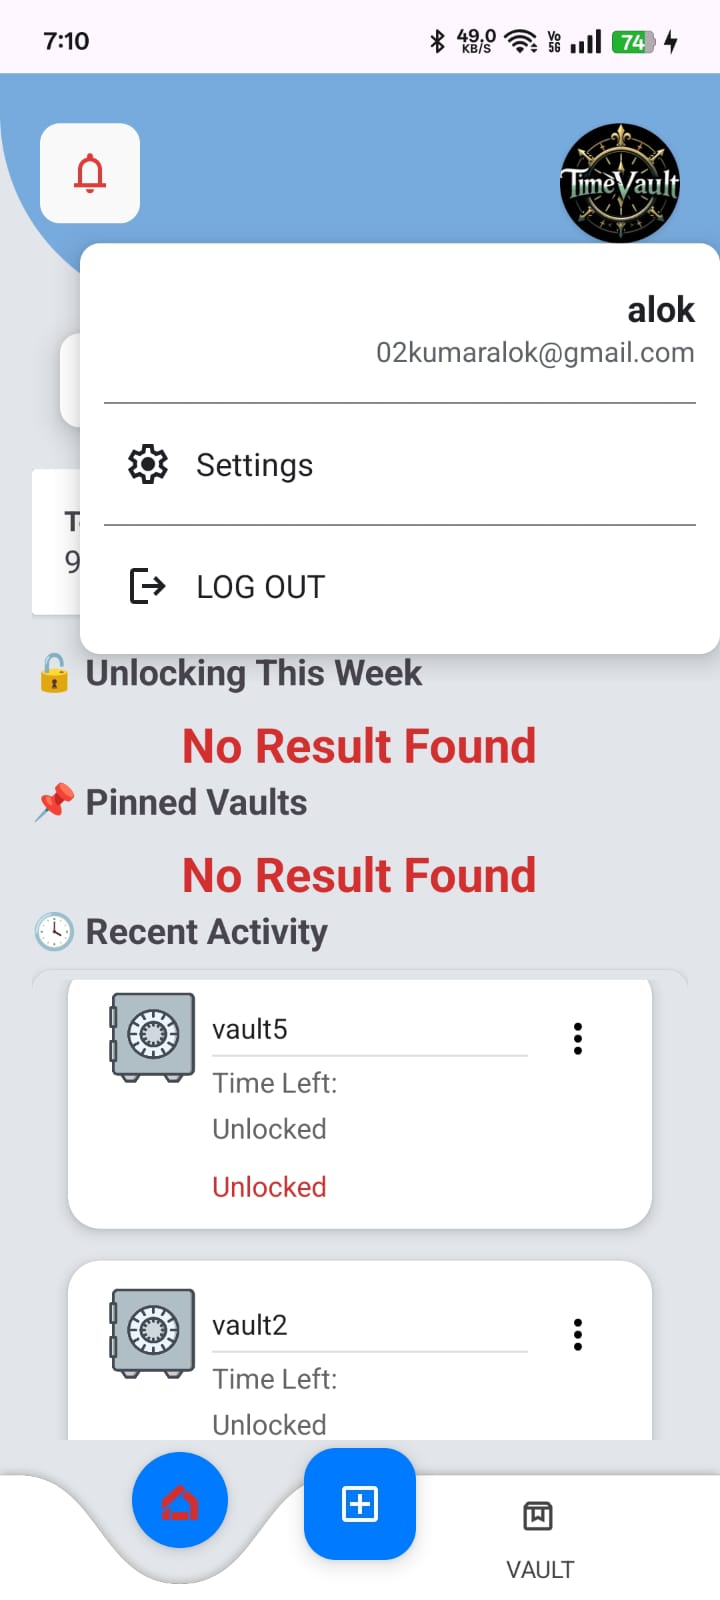 7:10
49.0
KB/S
Vo
5G
74
TimeVault
alok
02kumaralok@gmail.com
Settings
T
9
LOG OUT
🔓 Unlocking This Week
No Result Found
📌 Pinned Vaults
No Result Found
🕓 Recent Activity
vault5
Time Left:
Unlocked
Unlocked
vault2
Time Left:
Unlocked
VAULT